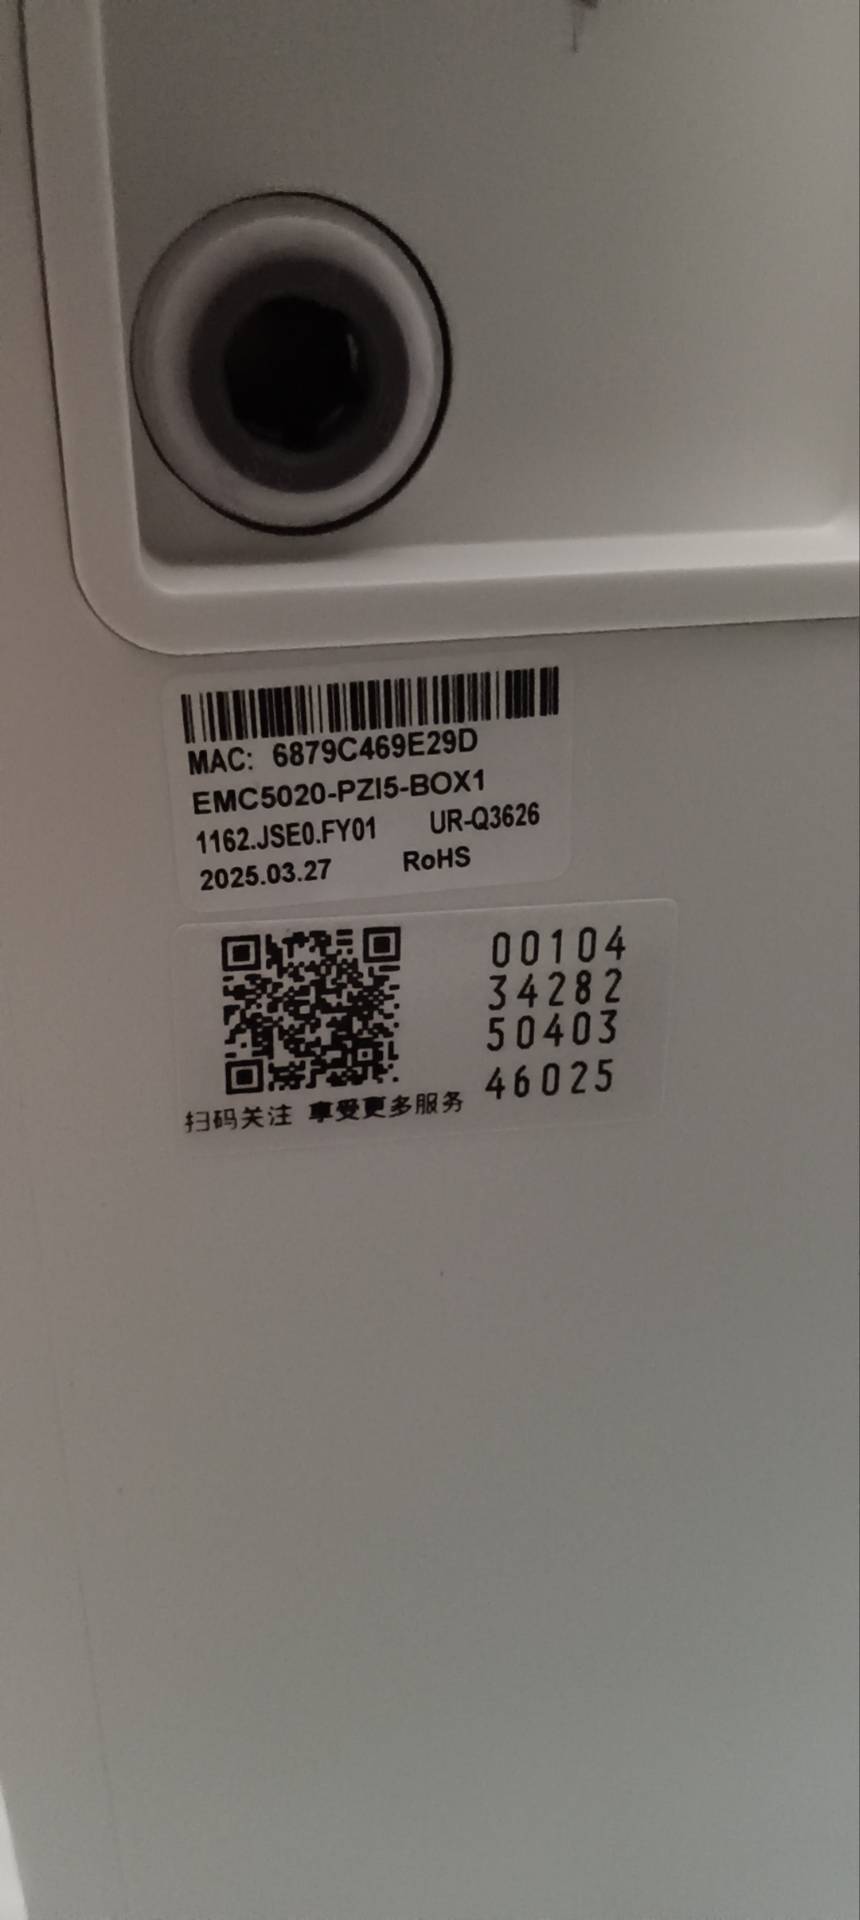 MAC: 6879C469E29D
EMC5020-PZI5-BOX1
1162.JSE0.FY01 UR-Q3626
2025.03.27 RoHS
00104
34282
50403
46025
扫码关注 享受更多服务